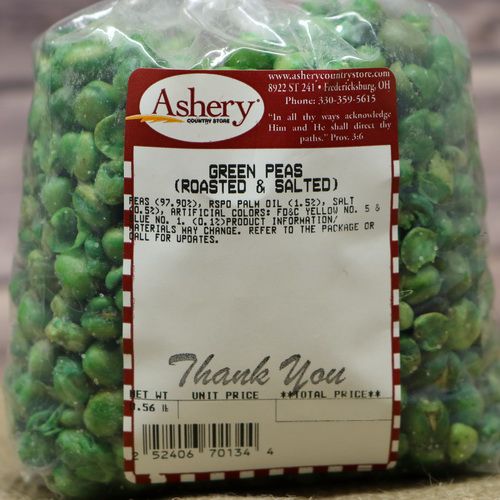 www.asherycountrystore.com
8922 ST 241 • Fredericksburg, OH
Phone: 330-359-5615
"In all thy ways acknowledge
Him and He shall direct thy
paths." Prov. 3:6
Ashery
COUNTRY STORE
GREEN PEAS
(ROASTED & SALTED)
PEAS (97.90%), RSPO PALM OIL (1.5%), SALT
(0.5%), ARTIFICIAL COLORS: FD&C YELLOW NO. 5 &
BLUE NO. 1. (0.1%)PRODUCT INFORMATION/
MATERIALS MAY CHANGE. REFER TO THE PACKAGE OR
CALL FOR UPDATES.
Thank You
NET WT UNIT PRICE **TOTAL PRICE**
0.56 lb
2 52406 70134 4